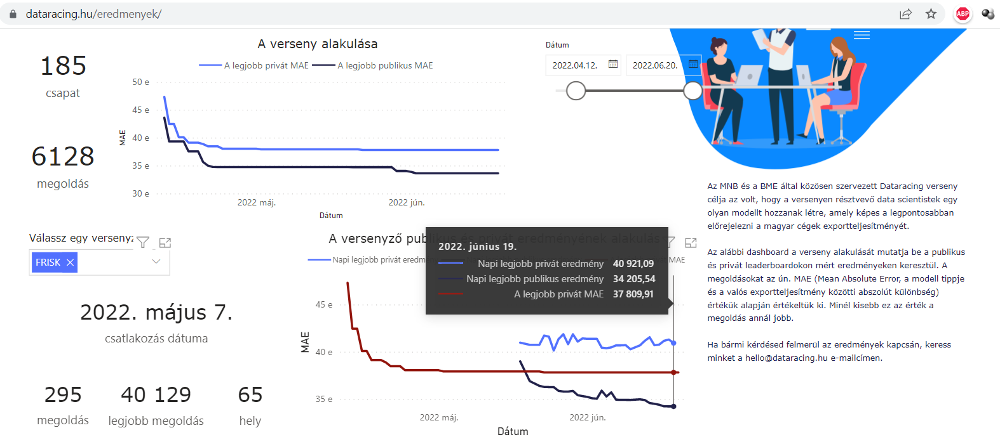 dataracing.hu/eredmenyek/
ABP
185
csapat
6128
megoldás
A verseny alakulása
A legjobb privát MAE
A legjobb publikus MAE
50 e
45 e
40 e
35 e
30 e
MAE
2022 máj.
2022 jún.
Dátum
Dátum
2022.04.12.
2022.06.20.
Az MNB és a BME által közösen szervezett Dataracing verseny
célja az volt, hogy a versenyen résztvevő data scientistek egy
olyan modellt hozzanak létre, amely képes a legpontosabban
előrejelezni a magyar cégek exportteljesítményét.
Az alábbi dashboard a verseny alakulását mutatja be a publikus
és privát leaderboardokon mért eredményeken keresztül. A
megoldásokat az ún. MAE (Mean Absolute Error, a modell tippje
és a valós exportteljesítmény közötti abszolút különbség)
értékük alapján értékeltük ki. Minél kisebb ez az érték a
megoldás annál jobb.
Ha bármi kérdésed felmerül az eredmények kapcsán, keress
minket a hello@dataracing.hu e-mailcímen.
Válassz egy versenyz
FRISK
2022. május 7.
csatlakozás dátuma
295
megoldás
40 129
legjobb megoldás
65
hely
A versenyző publikus és privát eredményének alakulás
Napi legjobb privát eredmén
MAE
2022. június 19.
Napi legjobb privát eredmény 40 921,09
Napi legjobb publikus eredmény 34 205,54
A legjobb privát MAE 37 809,91
45 e
40 e
35 e
MAE
2022 máj.
2022 jún.
Dátum